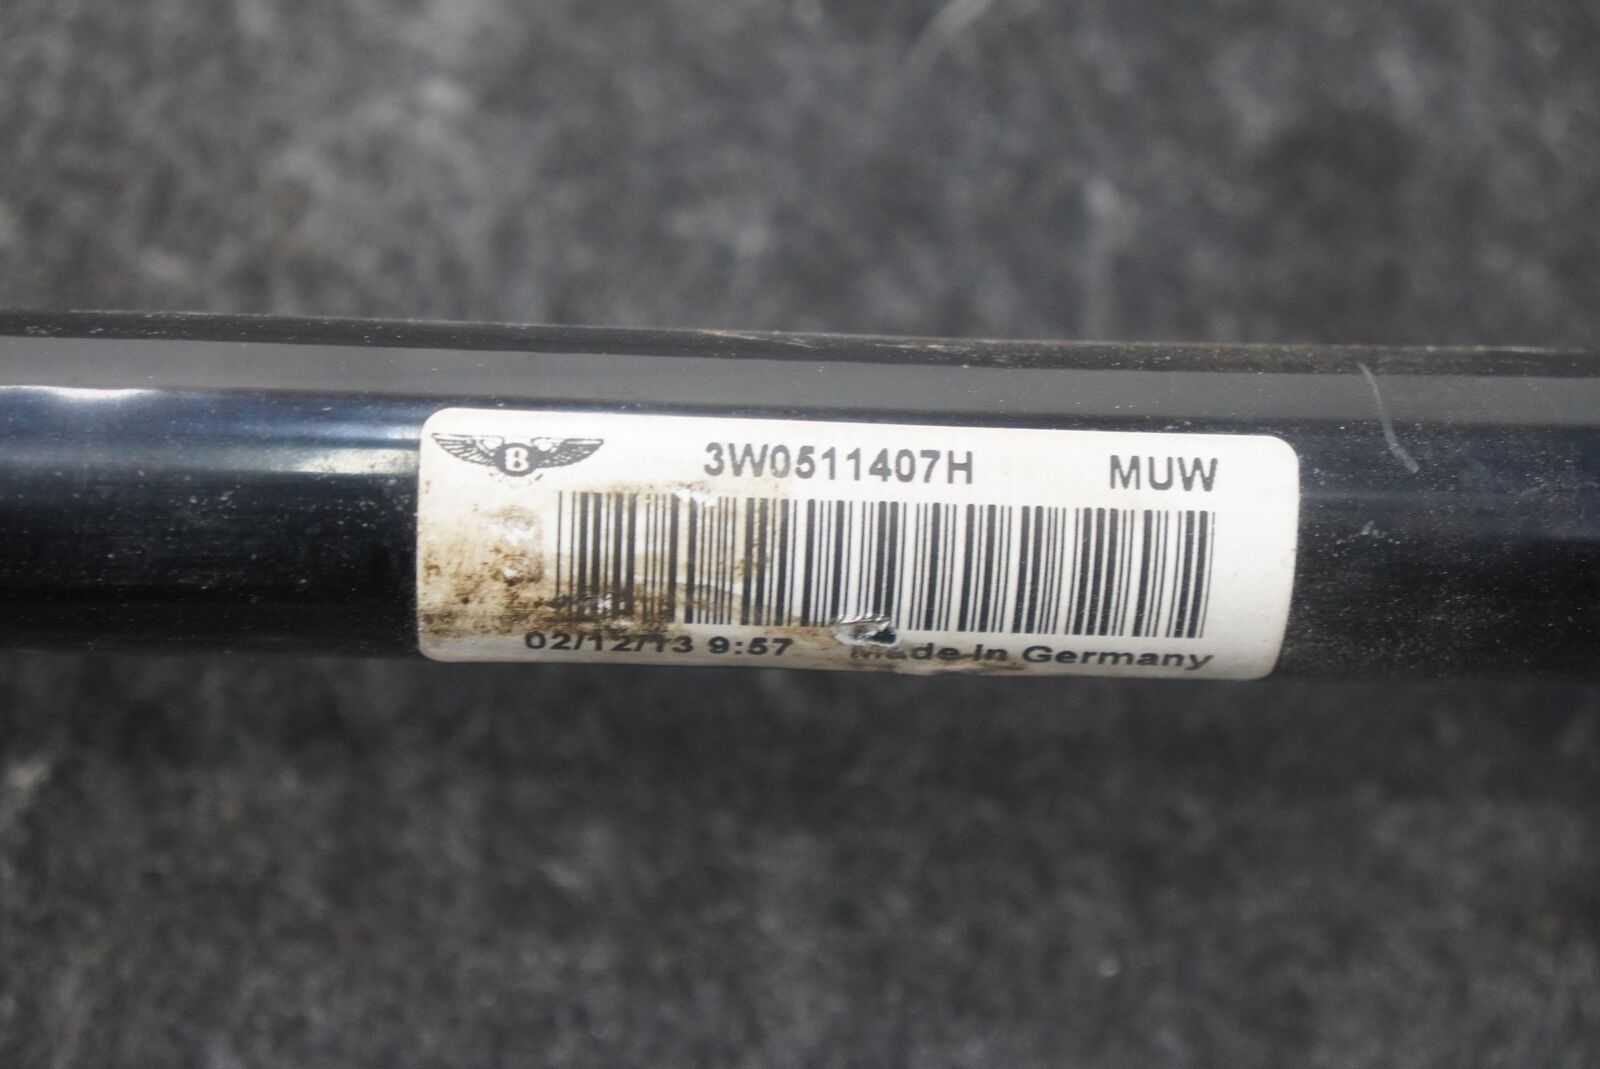 B 3W0511407H MUW
02/12/13 9:57 Made In Germany